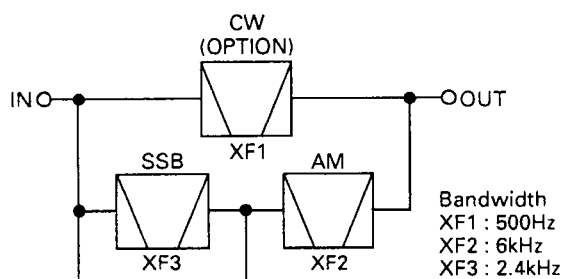 CW
(OPTION)
IN
OUT
XF1
SSB
AM
XF3
XF2
Bandwidth
XF1 : 500Hz
XF2 : 6kHz
XF3 : 2.4kHz